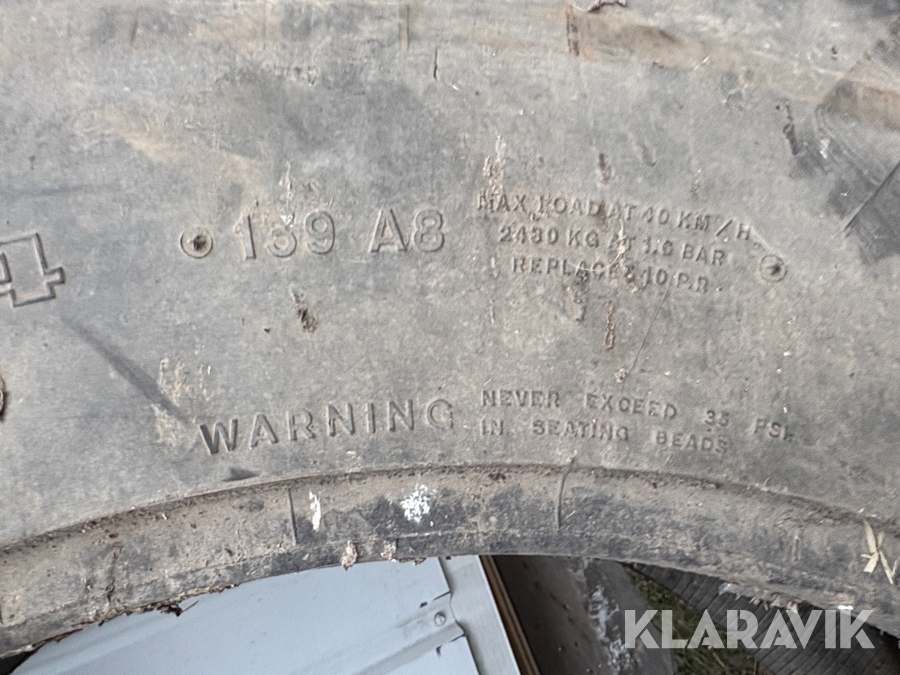 139 A8
MAX LOAD AT 40 KM/H
2430 KG AT 1.6 BAR
REPLACES 10 P.R.
WARNING
NEVER EXCEED 35 PSI
IN SEATING BEADS
KLARAVIK